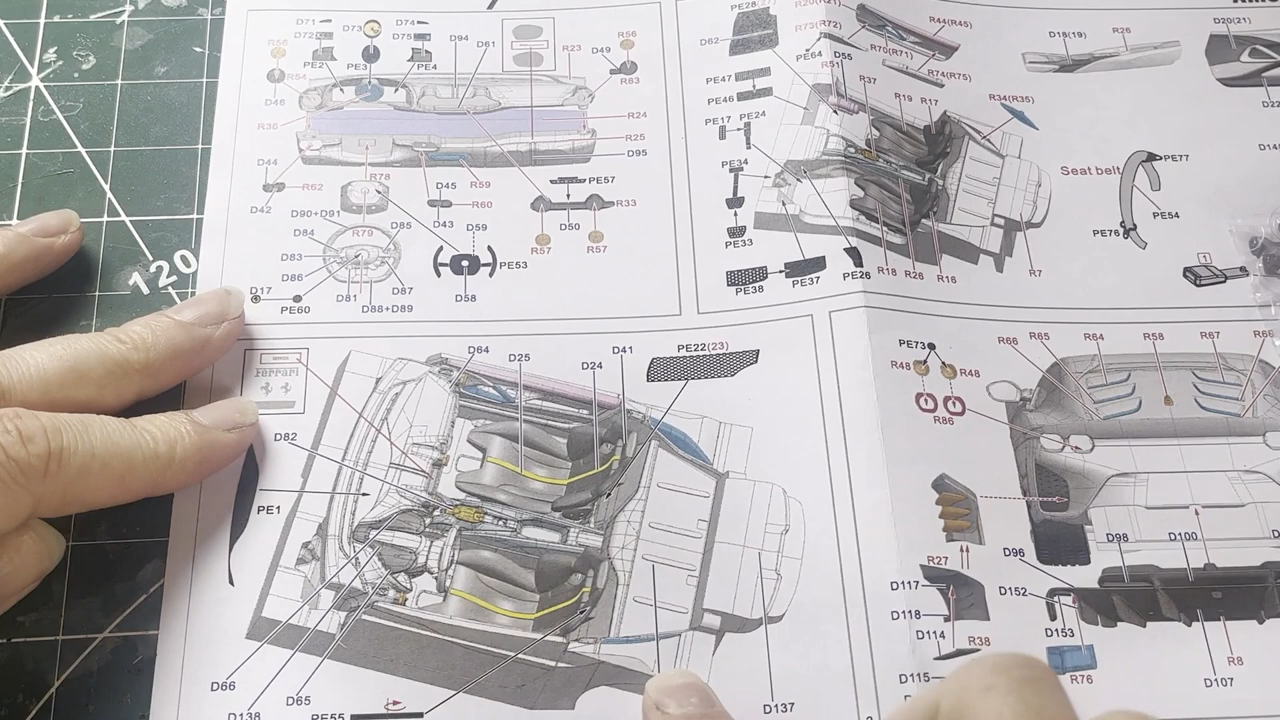 D71
D72
D73
D74
D75
D94
D61
R56
R54
D46
PE2
PE3
PE4
R23
D49
R56
R63
R36
R24
R25
D95
D44
R62
D42
R78
D45
R59
R60
D43
PE57
R33
D50
R57
R57
D90+D91
R79
D85
D84
D83
D86
D59
PE53
D58
D17
PE60
D81
D87
D88+D89
120
PE28(27)
D62
R20(R21)
R73(R72)
PE64
D55
R51
R44(R45)
R70(R71)
R74(R75)
D18(19)
R26
D20(21)
D22
PE47
PE46
R37
R19
R17
R34(R35)
PE17
PE24
PE34
PE33
PE38
PE37
PE26
R18
R26
R16
R7
Seat belt
PE77
PE54
PE76
1
Ferrari
D64
D25
D24
D41
PE22(23)
D82
PE1
D66
D138
D65
PE55
D137
PE73
R48
R48
R86
R66
R65
R64
R58
R67
R27
D117
D118
D114
D115
R38
D96
D98
D100
D152
D153
R76
R8
D107